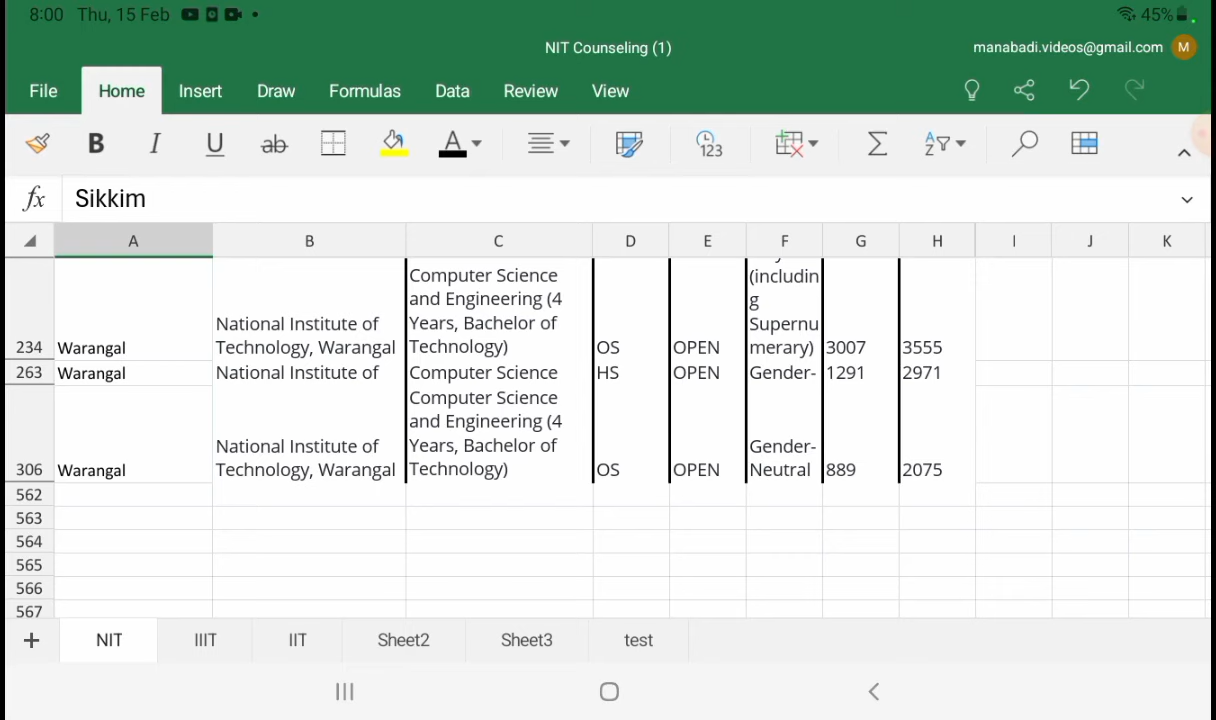 8:00 Thu, 15 Feb
45%
NIT Counseling (1)
manabadi.videos@gmail.com M
File Home Insert Draw Formulas Data Review View
B I U ab A 123 Σ A Z
fx Sikkim
A B C D E F G H I J K
Computer Science
and Engineering (4
Years, Bachelor of
Technology)
(includin
g
Supernu
merary)
National Institute of
Technology, Warangal
234 Warangal OS OPEN 3007 3555
263 Warangal National Institute of Computer Science HS OPEN Gender- 1291 2971
Computer Science
and Engineering (4
Years, Bachelor of
Technology)
National Institute of
Technology, Warangal
Gender-
Neutral
306 Warangal OS OPEN 889 2075
562
563
564
565
566
567
+ NIT IIIT IIT Sheet2 Sheet3 test